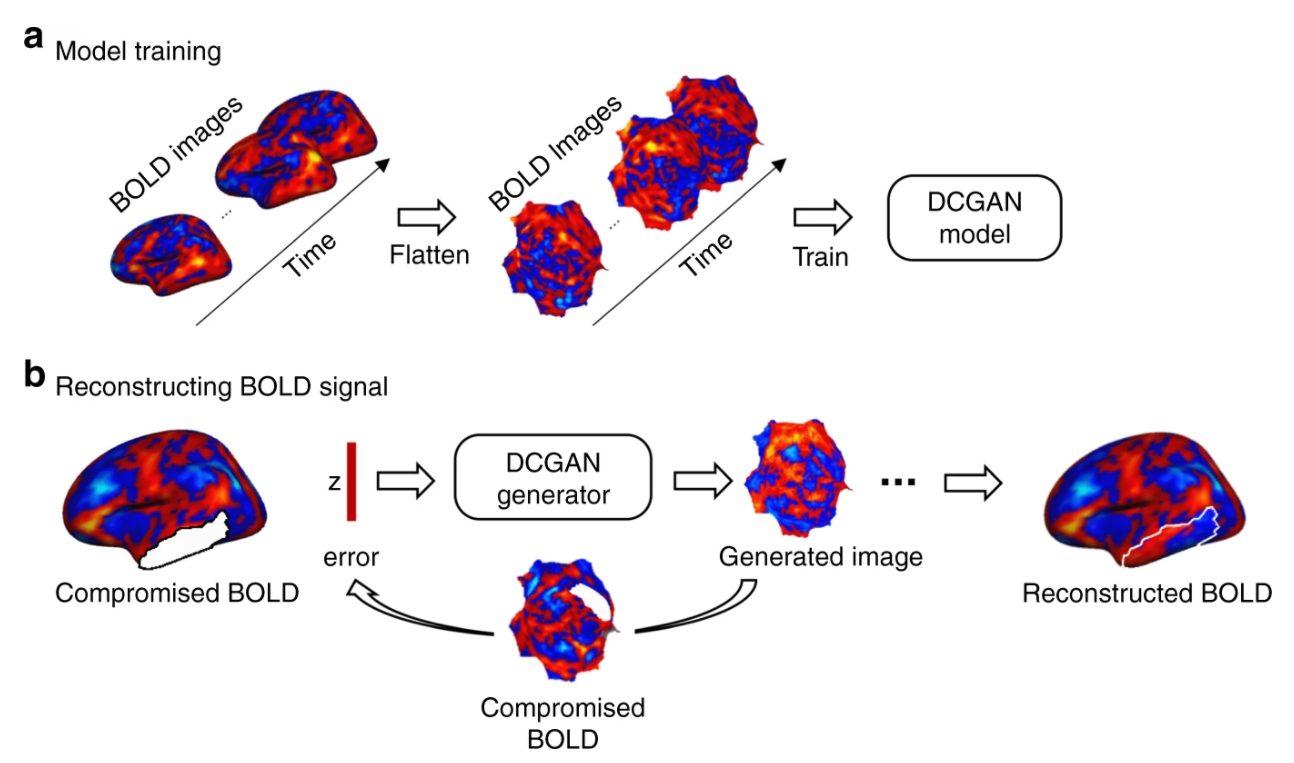 a Model training
BOLD images
Time
Flatten
BOLD Images
Time
Train
DCGAN
model
b Reconstructing BOLD signal
Compromised BOLD
z
error
DCGAN
generator
Generated image
...
Compromised
BOLD
Reconstructed BOLD